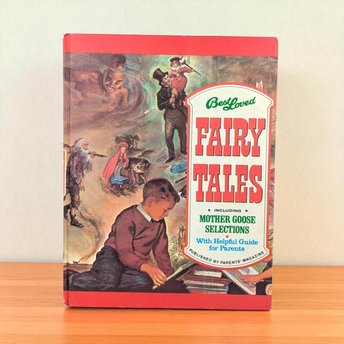 Best Loved
FAIRY
TALES
• INCLUDING •
MOTHER GOOSE
SELECTIONS
•
With Helpful Guide
for Parents
PUBLISHED BY PARENTS' MAGAZINE